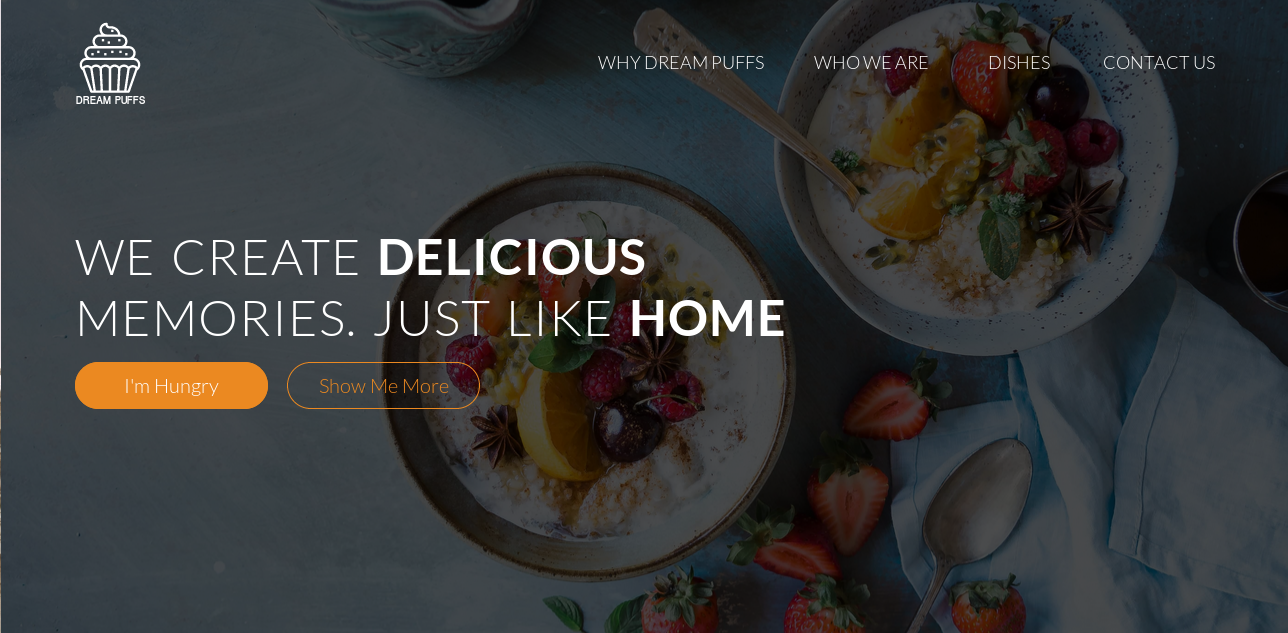 DREAM PUFFS
WHY DREAM PUFFS
WHO WE ARE
DISHES
CONTACT US
WE CREATE DELICIOUS
MEMORIES. JUST LIKE HOME
I'm Hungry
Show Me More